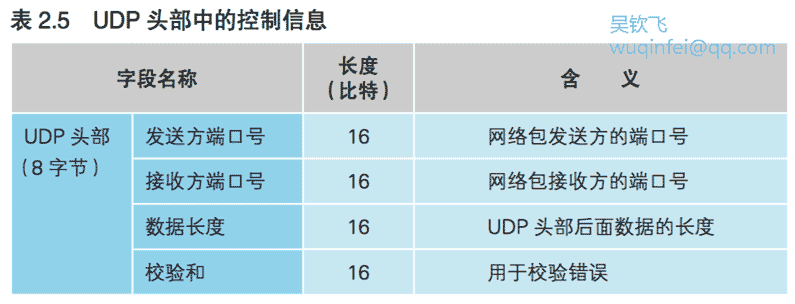 表 2.5 UDP 头部中的控制信息
吴钦飞
wuqinfei@qq.com
字段名称 长度（比特） 含 义
UDP 头部（8 字节） 发送方端口号 16 网络包发送方的端口号
接收方端口号 16 网络包接收方的端口号
数据长度 16 UDP 头部后面数据的长度
校验和 16 用于校验错误